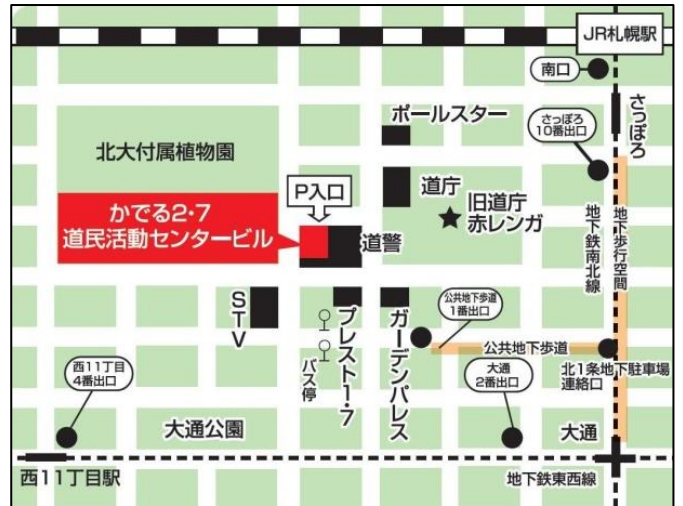 JR札幌駅
南口
さっぽろ
ポールスター
さっぽろ
10番出口
北大付属植物園
P入口
道庁
旧道庁
赤レンガ
かでる2・7
道民活動センタービル
道警
地下鉄南北線
地下歩行空間
STV
プレスト1・7
ガーデンパレス
バス停
公共地下歩道
1番出口
公共地下歩道
北1条地下駐車場
連絡口
西11丁目
4番出口
大通
2番出口
大通公園
大通
西11丁目駅
地下鉄東西線